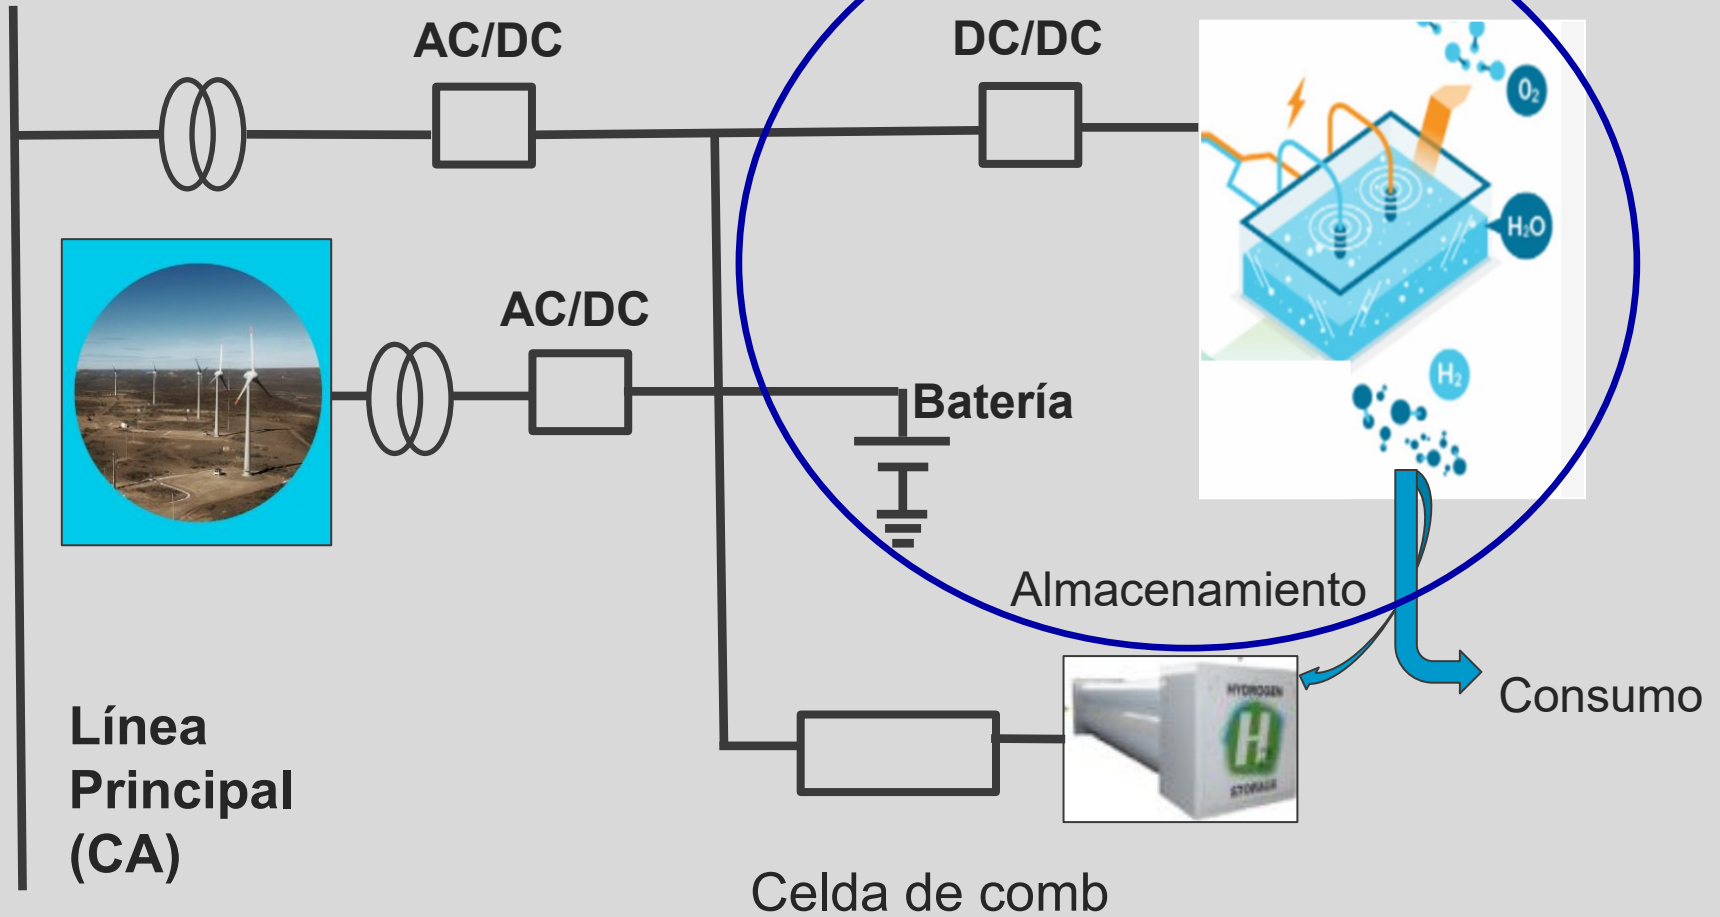 AC/DC
DC/DC
O₂
H₂O
AC/DC
H₂
Batería
Almacenamiento
HYDROGEN
H₂
STORAGE
Consumo
Línea
Principal
(CA)
Celda de comb